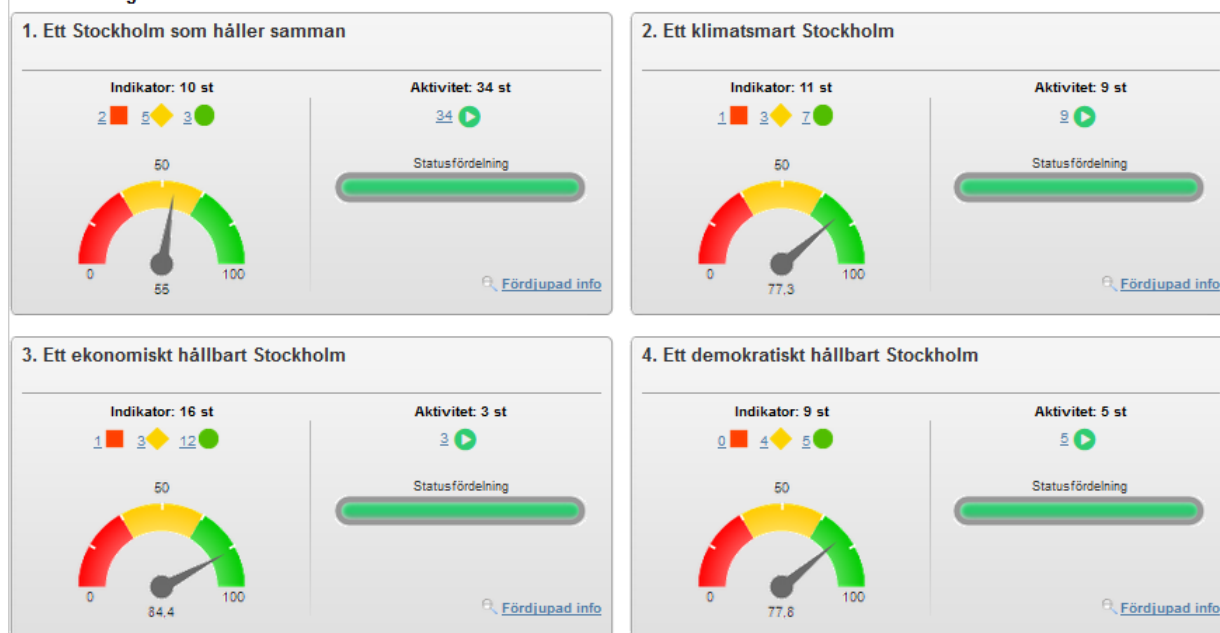 1. Ett Stockholm som håller samman
Indikator: 10 st
Aktivitet: 34 st
2 5 3
34
50
Statusfördelning
0
100
55
Fördjupad info
2. Ett klimatsmart Stockholm
Indikator: 11 st
Aktivitet: 9 st
1 3 7
9
50
Statusfördelning
0
100
77,3
Fördjupad info
3. Ett ekonomiskt hållbart Stockholm
Indikator: 16 st
Aktivitet: 3 st
1 3 12
3
50
Statusfördelning
0
100
84,4
Fördjupad info
4. Ett demokratiskt hållbart Stockholm
Indikator: 9 st
Aktivitet: 5 st
0 4 5
5
50
Statusfördelning
0
100
77,8
Fördjupad info